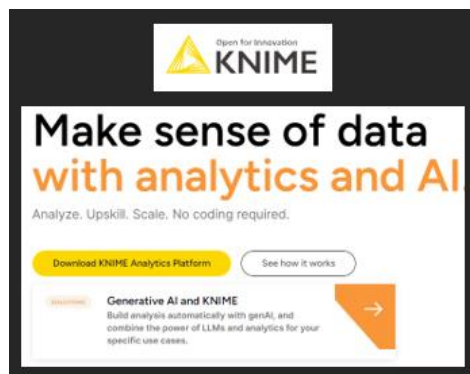 Open for Innovation
KNIME
Make sense of data
with analytics and AI
Analyze. Upskill. Scale. No coding required.
Download KNIME Analytics Platform
See how it works
Generative AI and KNIME
Build analysis automatically with genAI, and
combine the power of LLMs and analytics for your
specific use cases.